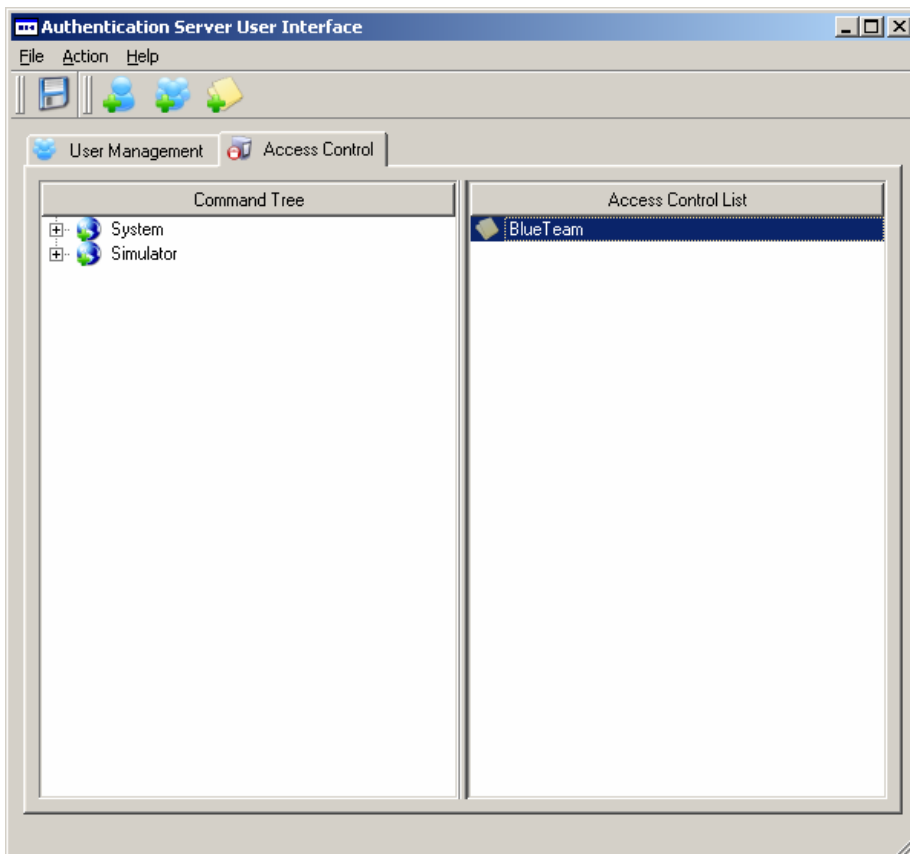 Authentication Server User Interface
File Action Help
User Management Access Control
Command Tree Access Control List
System BlueTeam
Simulator